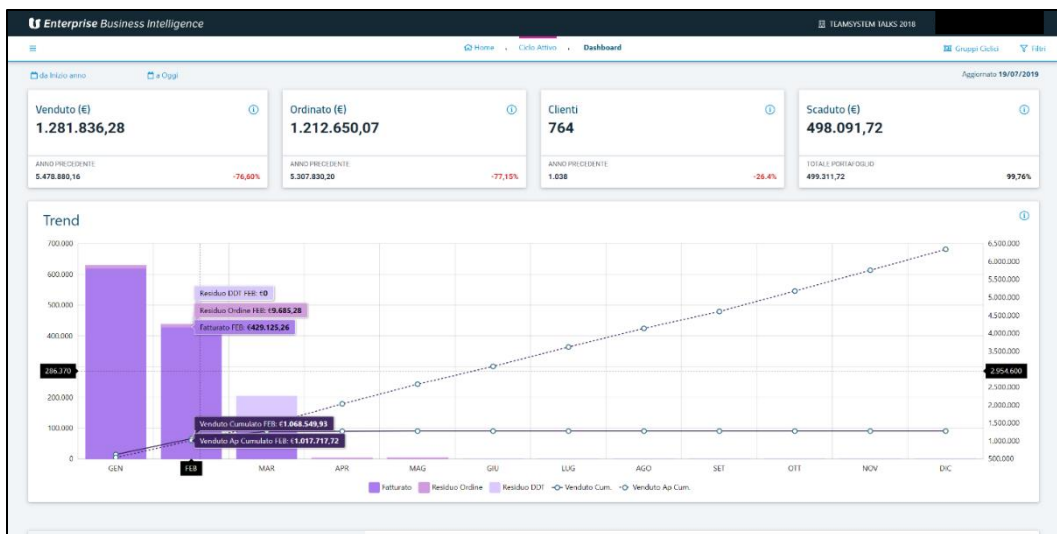 Enterprise Business Intelligence
TEAMSYSTEM TALKS 2018
Home
Ciclo Attivo
Dashboard
Gruppi Ciclici
Filtri
da Inizio anno
a Oggi
Aggiornato 19/07/2019
Venduto (€)
1.281.836,28
ANNO PRECEDENTE
5.478.880,16
-76,60%
Ordinato (€)
1.212.650,07
ANNO PRECEDENTE
5.307.830,20
-77,15%
Clienti
764
ANNO PRECEDENTE
1.038
-26.4%
Scaduto (€)
498.091,72
TOTALE PORTAFOGLIO
499.311,72
99,76%
Trend
700.000
600.000
500.000
400.000
286.370
200.000
100.000
0
Residuo DDT FEB: €0
Residuo Ordine FEB: €9.685,28
Fatturato FEB: €429.125,26
Venduto Cumulato FEB: €1.068.549,93
Venduto Ap Cumulato FEB: €1.017.717,72
6.500.000
6.000.000
5.500.000
5.000.000
4.500.000
4.000.000
3.500.000
2.954.600
2.500.000
2.000.000
1.500.000
1.000.000
500.000
GEN FEB MAR APR MAG GIU LUG AGO SET OTT NOV DIC
Fatturato Residuo Ordine Residuo DDT Venduto Cum. Venduto Ap Cum.